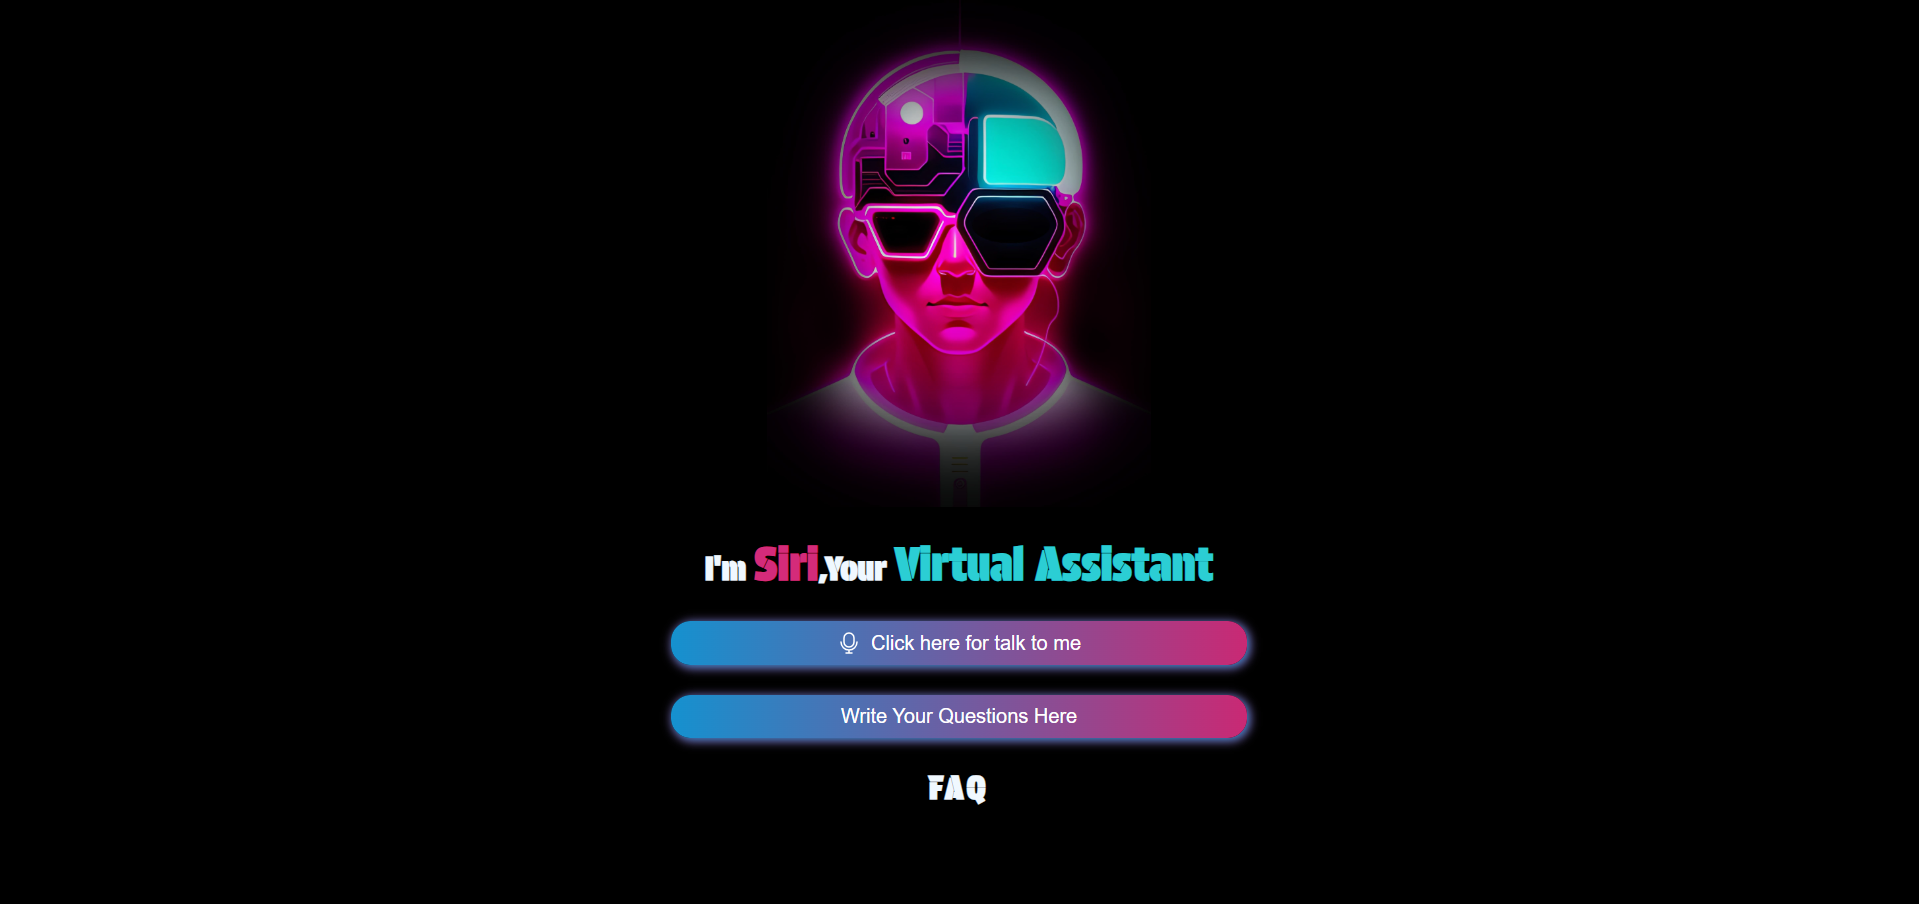 I'm Siri,Your Virtual Assistant
Click here for talk to me
Write Your Questions Here
FAQ